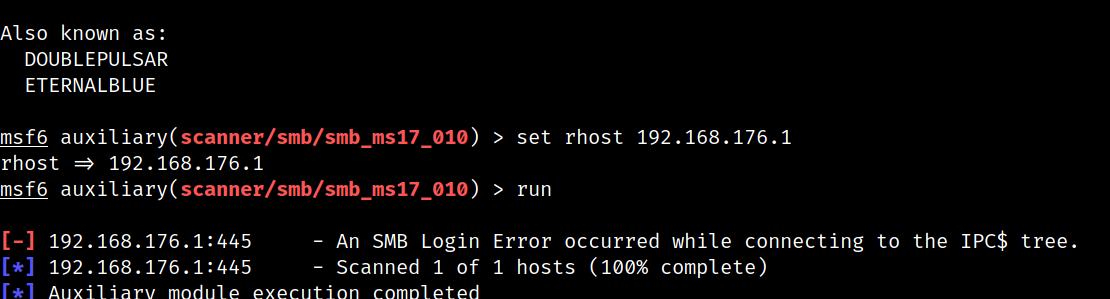 Also known as:
  DOUBLEPULSAR
  ETERNALBLUE
msf6 auxiliary(scanner/smb/smb_ms17_010) > set rhost 192.168.176.1
rhost => 192.168.176.1
msf6 auxiliary(scanner/smb/smb_ms17_010) > run
[-] 192.168.176.1:445     - An SMB Login Error occurred while connecting to the IPC$ tree.
[*] 192.168.176.1:445     - Scanned 1 of 1 hosts (100% complete)
[*] Auxiliary module execution completed